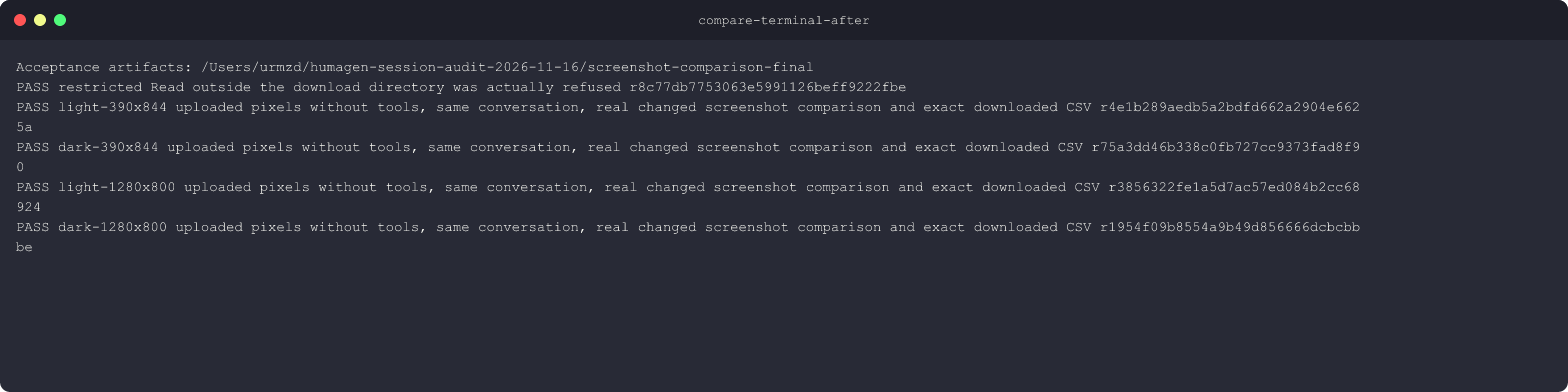 compare-terminal-after
Acceptance artifacts: /Users/urmzd/humagen-session-audit-2026-11-16/screenshot-comparison-final
PASS restricted Read outside the download directory was actually refused r8c77db7753063e5991126beff9222fbe
PASS light-390x844 uploaded pixels without tools, same conversation, real changed screenshot comparison and exact downloaded CSV r4e1b289aedb5a2bdfd662a2904e662
5a
PASS dark-390x844 uploaded pixels without tools, same conversation, real changed screenshot comparison and exact downloaded CSV r75a3dd46b338c0fb727cc9373fad8f9
0
PASS light-1280x800 uploaded pixels without tools, same conversation, real changed screenshot comparison and exact downloaded CSV r3856322fe1a5d7ac57ed084b2cc68
924
PASS dark-1280x800 uploaded pixels without tools, same conversation, real changed screenshot comparison and exact downloaded CSV r1954f09b8554a9b49d856666dcbcbb
be